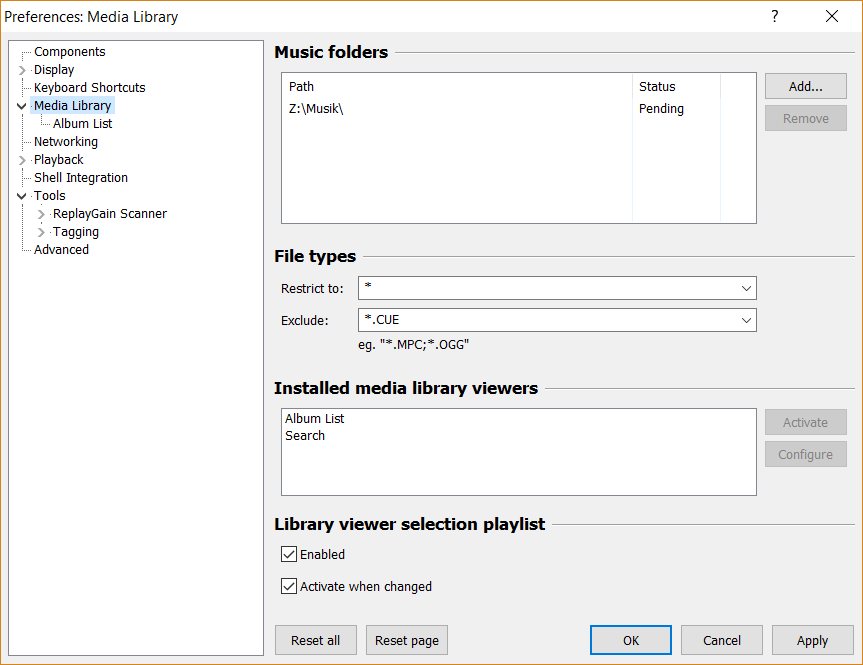 Preferences: Media Library
?
Components
Display
Keyboard Shortcuts
Media Library
Album List
Networking
Playback
Shell Integration
Tools
ReplayGain Scanner
Tagging
Advanced
Music folders
Path Status
Z:\Musik\ Pending
Add...
Remove
File types
Restrict to: *
Exclude: *.CUE
eg. "*.MPC;*.OGG"
Installed media library viewers
Album List
Search
Activate
Configure
Library viewer selection playlist
Enabled
Activate when changed
Reset all Reset page OK Cancel Apply